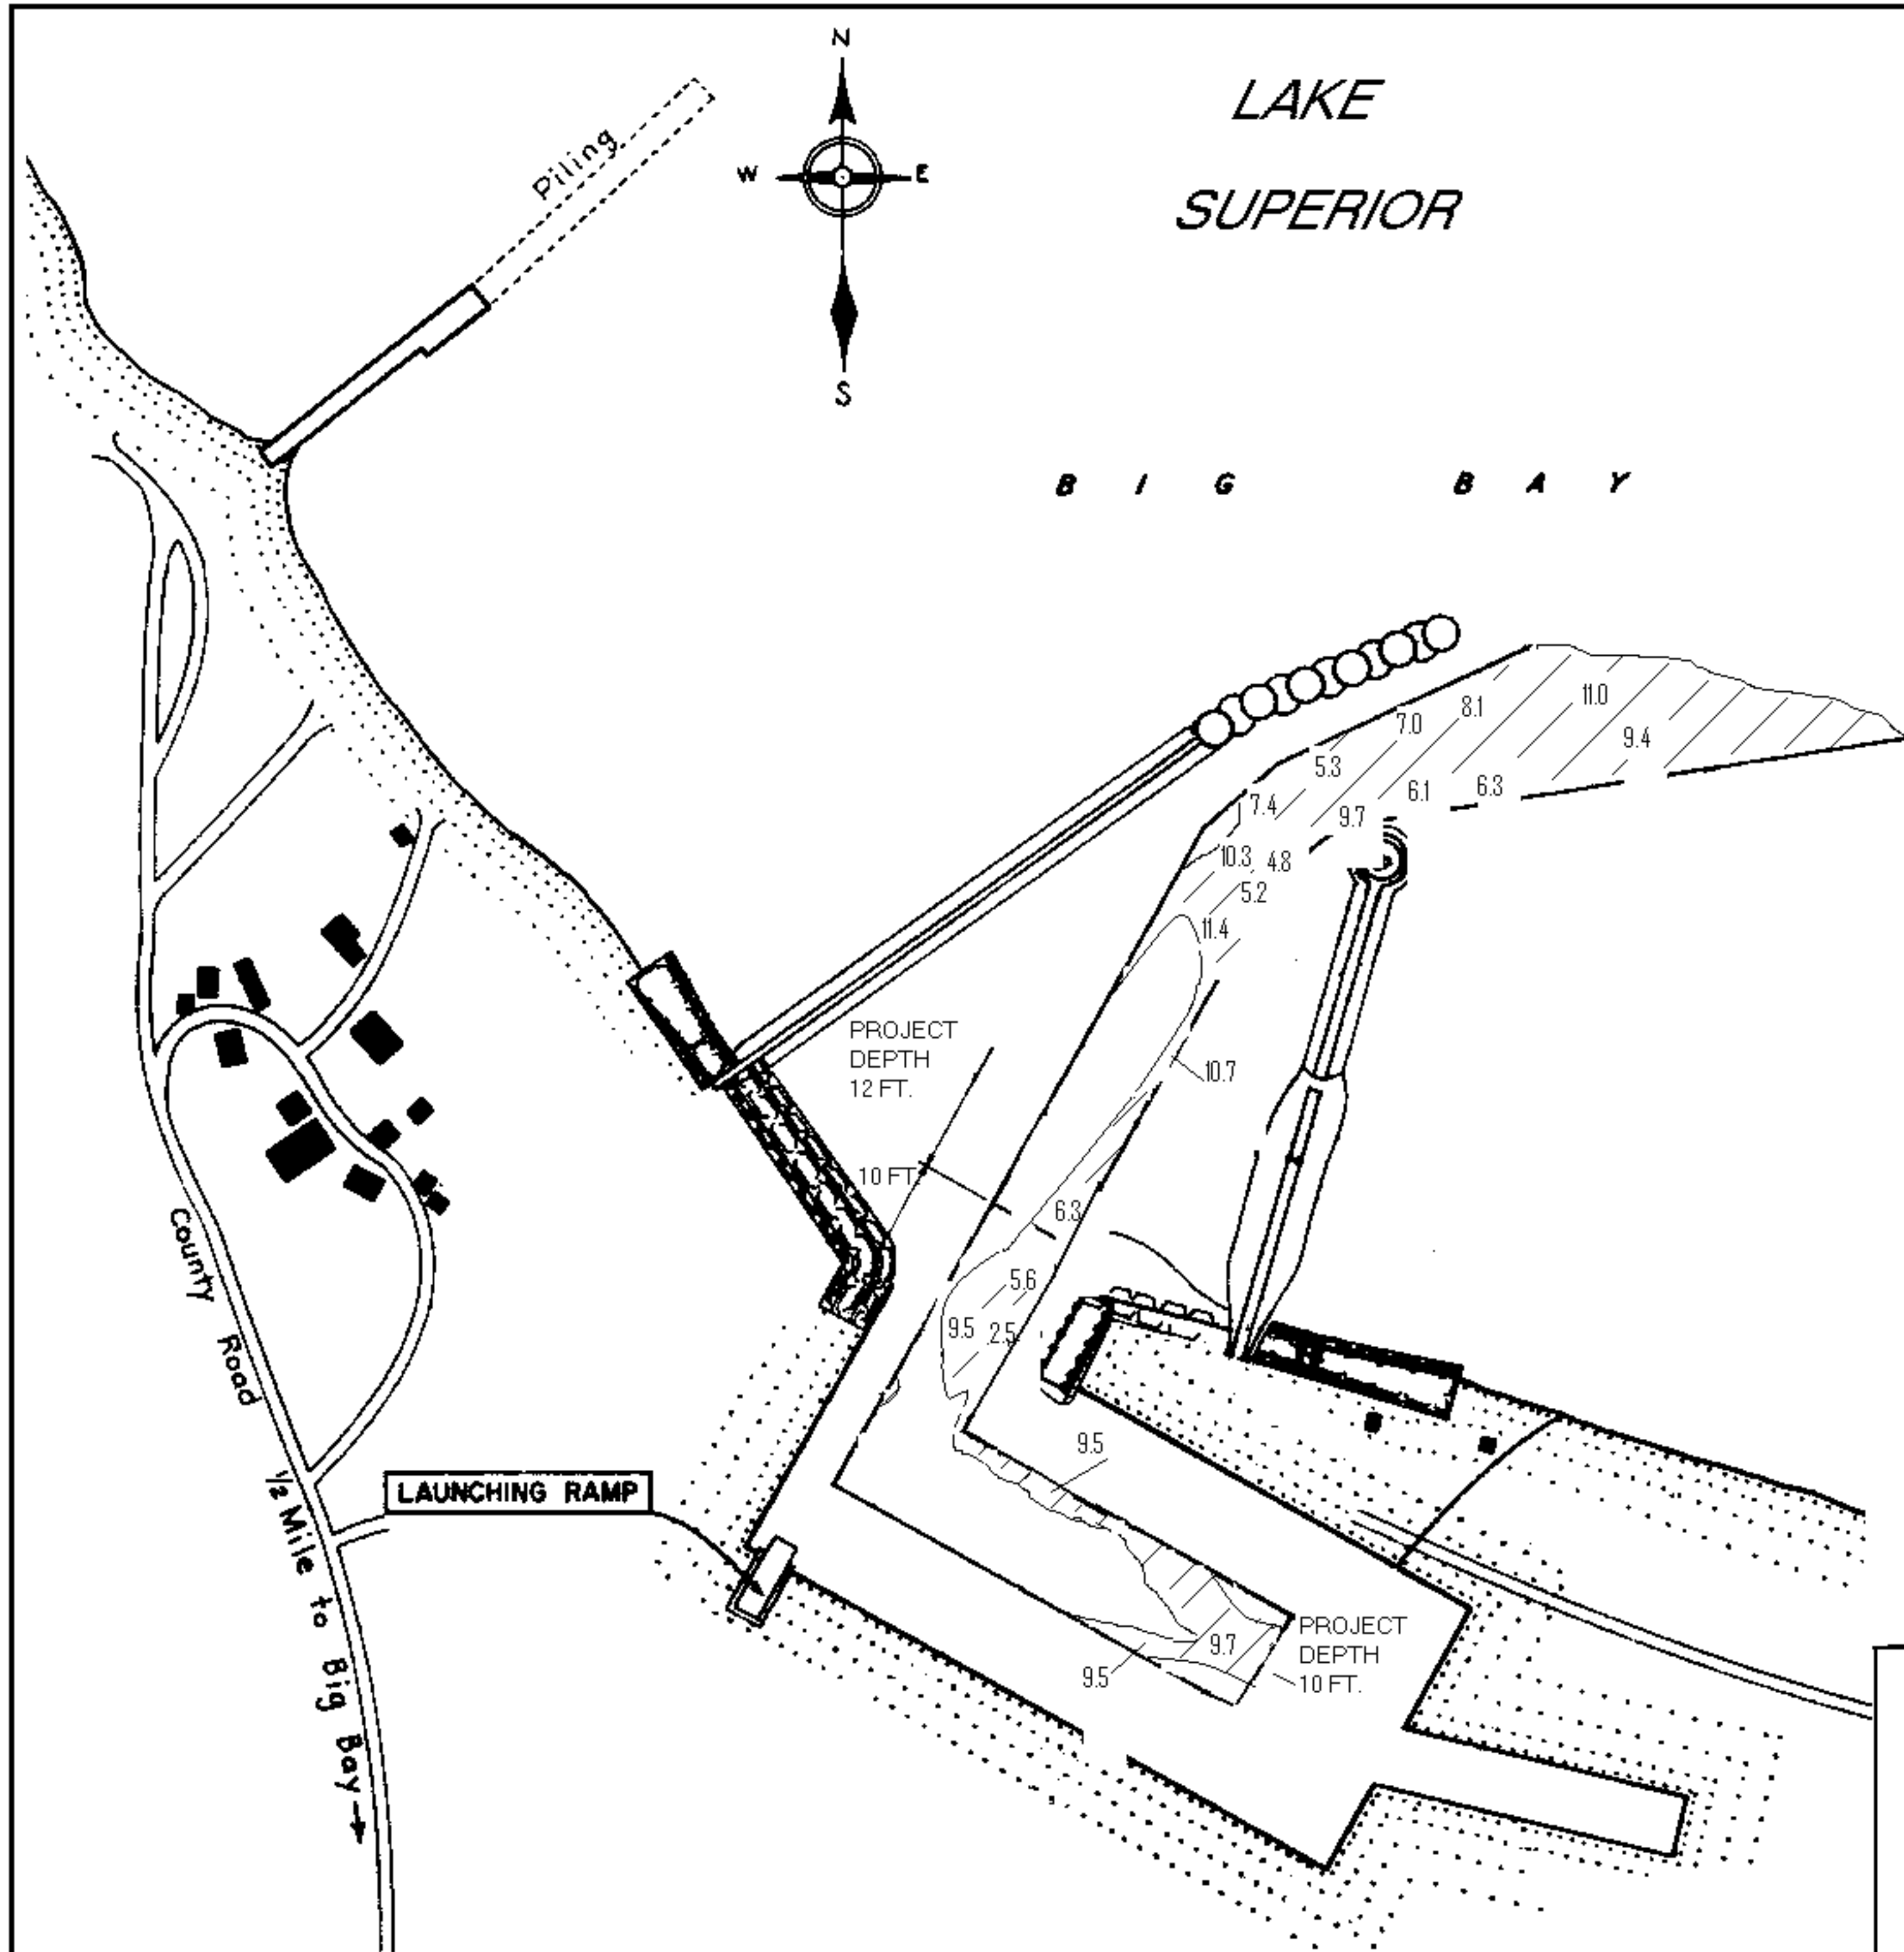 N
W
E
S
LAKE
SUPERIOR
Piling
B I G B A Y
11.0
8.1
7.0
9.4
5.3
6.1
6.3
7.4
9.7
10.3
4.8
5.2
11.4
PROJECT
DEPTH
12 FT.
10.7
10 FT.
6.3
5.6
9.5
2.5
County Road
1/2 Mile to Big Bay
LAUNCHING RAMP
9.5
9.7
9.5
PROJECT
DEPTH
10 FT.